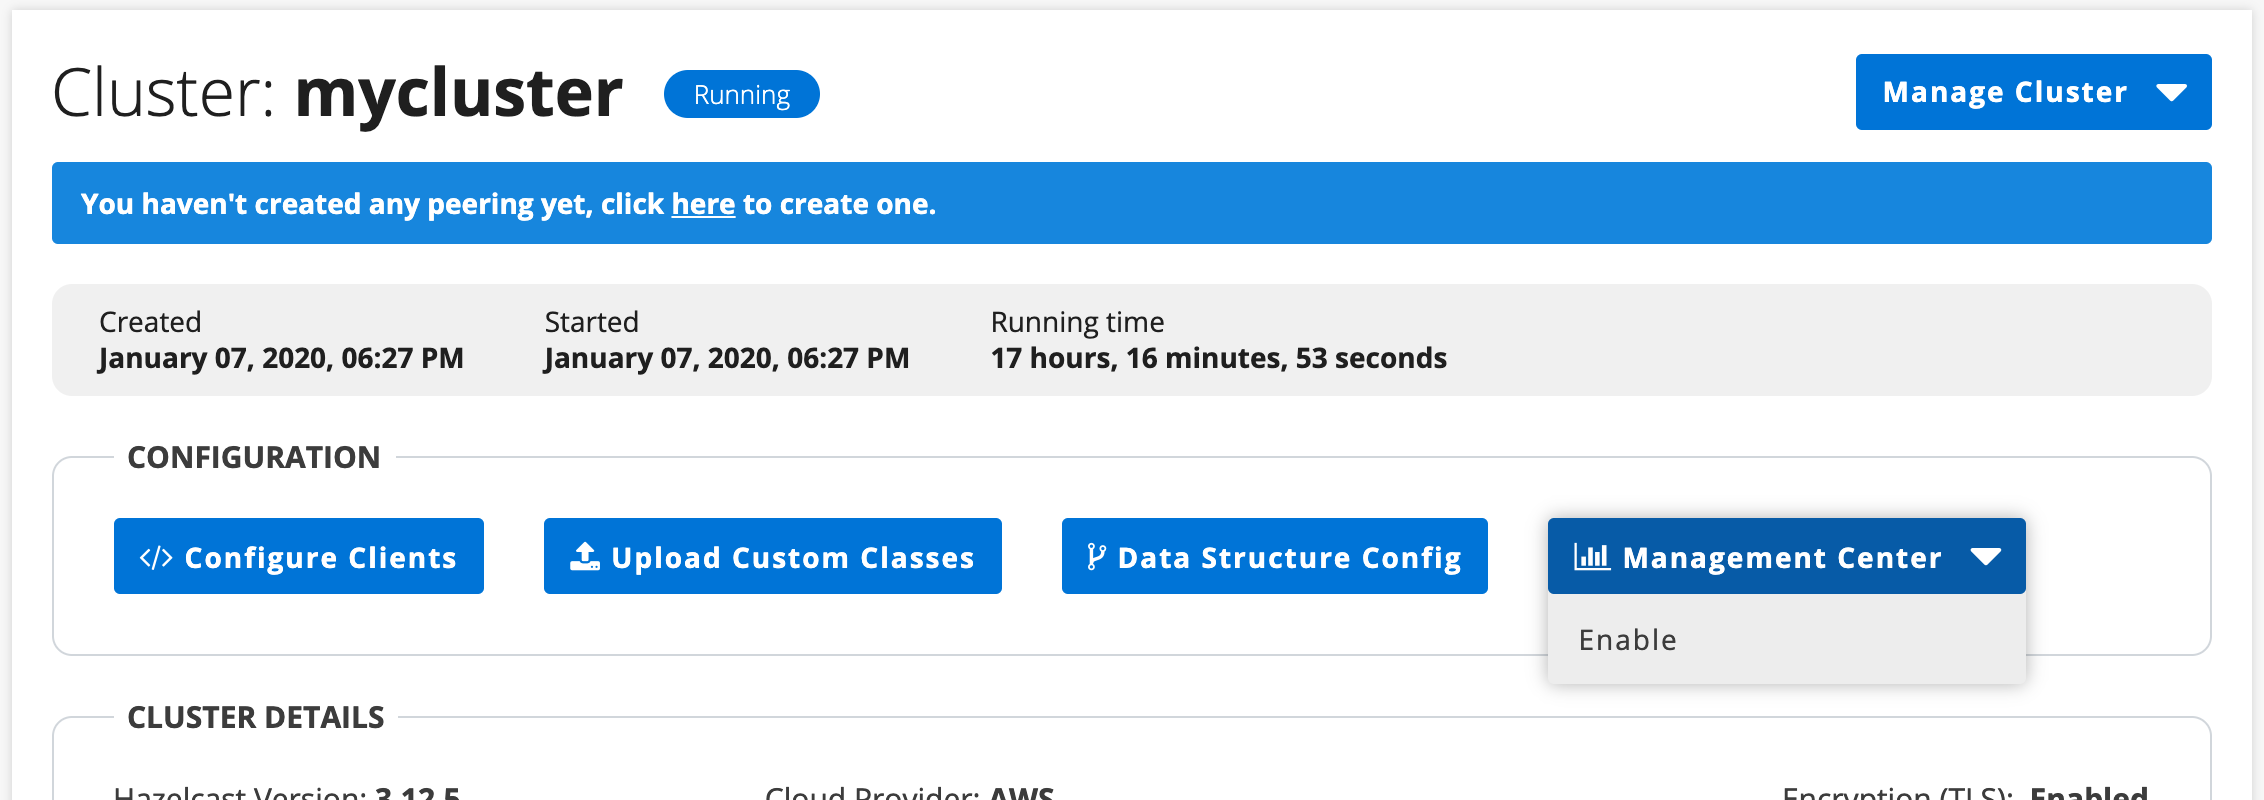 Cluster: mycluster Running Manage Cluster
You haven't created any peering yet, click here to create one.
Created Started Running time
January 07, 2020, 06:27 PM January 07, 2020, 06:27 PM 17 hours, 16 minutes, 53 seconds
CONFIGURATION
</> Configure Clients Upload Custom Classes Data Structure Config Management Center
Enable
CLUSTER DETAILS
Hazelcast Version: 3.12.5 Cloud Provider: AWS Encryption (TLS): Enabled